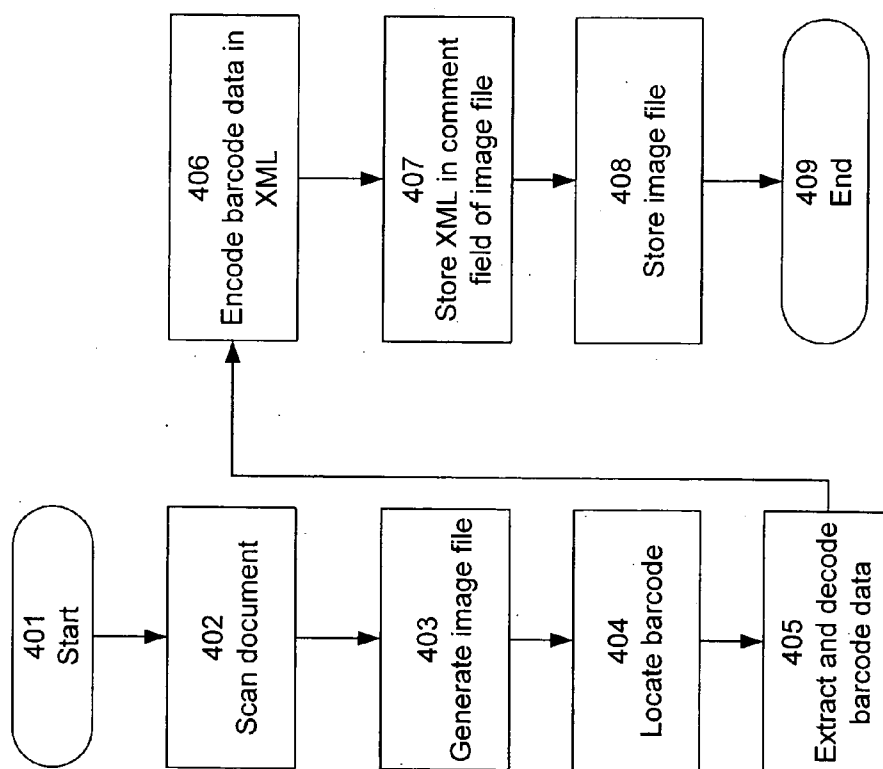 401
Start
402
Scan document
403
Generate image file
404
Locate barcode
405
Extract and decode
barcode data
406
Encode barcode data in
XML
407
Store XML in comment
field of image file
408
Store image file
409
End